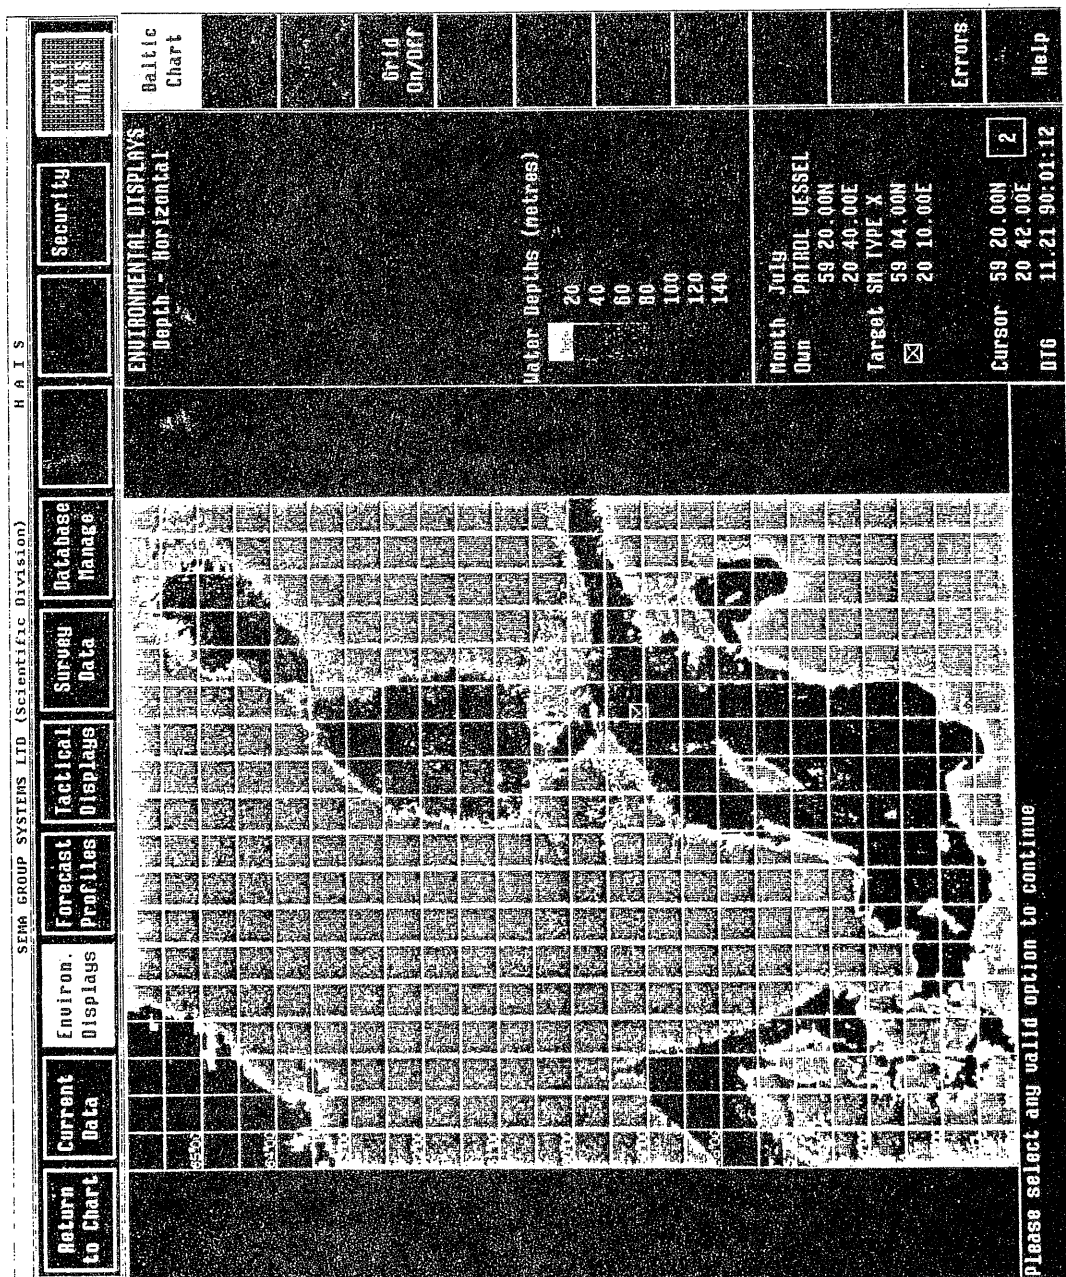 SEMA GROUP SYSTEMS LTD (Scientific Division) H A I S
Return
to Chart
Current
Data
Environ.
Displays
Forecast
profiles
Tactical
Displays
Survey
Data
Database
Manage
Security
Exit
HAIS
Baltic
Chart
Grid
On/Off
Errors
Help
ENVIRONMENTAL DISPLAYS
Depth - Horizontal
Water Depths (metres)
20
40
60
80
100
120
140
Month July
Own PATROL VESSEL
59 20.00N
20 40.00E
Target SM TYPE X
59 04.00N
20 10.00E
Cursor 59 20.00N
20 42.00E
2
DTG 11.21 90:01:12
Please select any valid option to continue